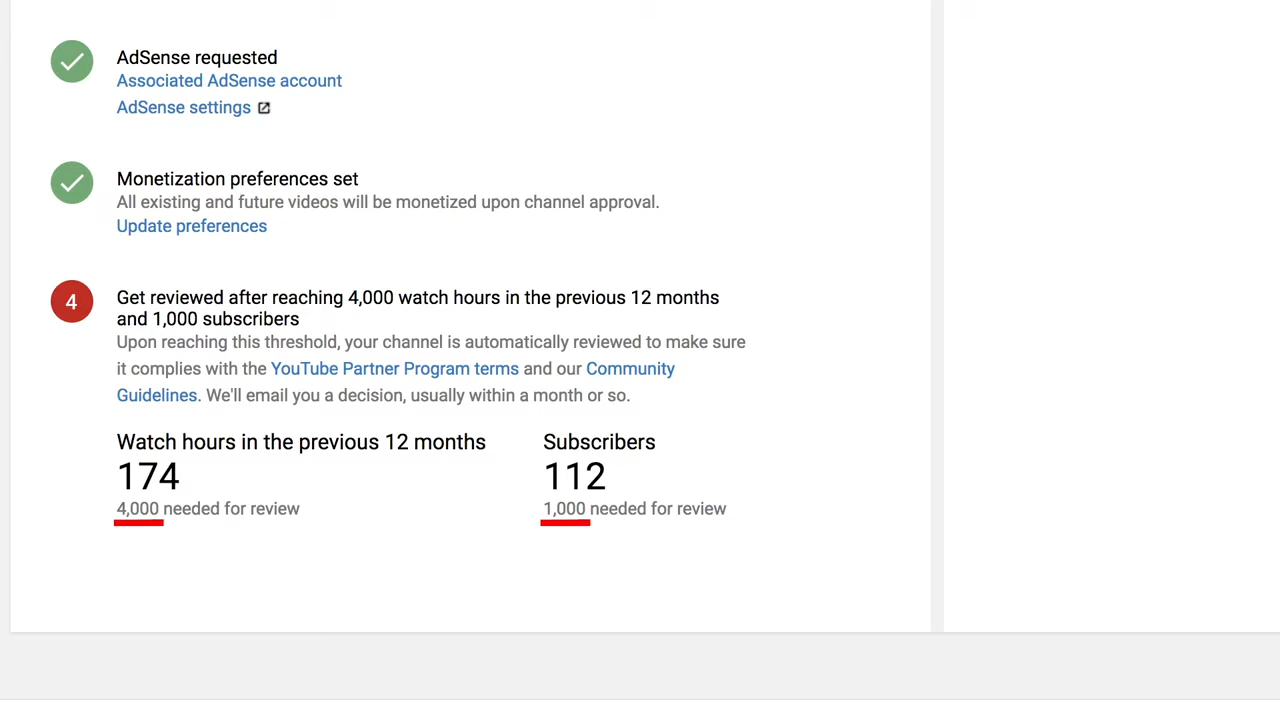 AdSense requested
Associated AdSense account
AdSense settings
Monetization preferences set
All existing and future videos will be monetized upon channel approval.
Update preferences
4
Get reviewed after reaching 4,000 watch hours in the previous 12 months
and 1,000 subscribers
Upon reaching this threshold, your channel is automatically reviewed to make sure
it complies with the YouTube Partner Program terms and our Community
Guidelines. We'll email you a decision, usually within a month or so.
Watch hours in the previous 12 months
174
4,000 needed for review
Subscribers
112
1,000 needed for review